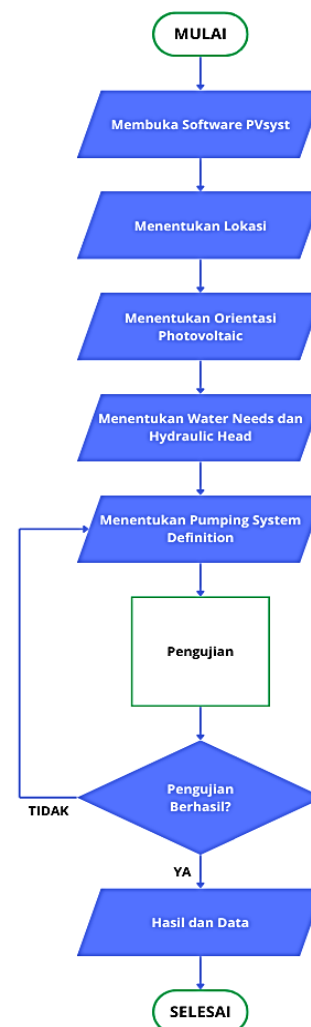 MULAI
Membuka Software PVsyst
Menentukan Lokasi
Menentukan Orientasi
Photovoltaic
Menentukan Water Needs dan
Hydraulic Head
Menentukan Pumping System
Definition
Pengujian
Pengujian
Berhasil?
TIDAK
YA
Hasil dan Data
SELESAI